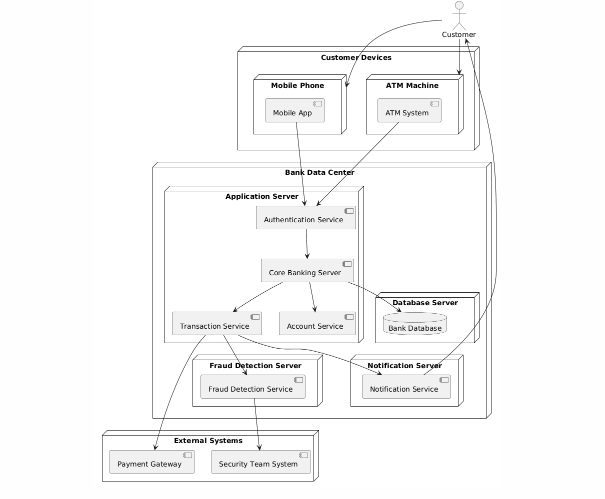 Customer
Customer Devices
Mobile Phone
ATM Machine
Mobile App
ATM System
Bank Data Center
Application Server
Authentication Service
Core Banking Server
Database Server
Transaction Service
Account Service
Bank Database
Fraud Detection Server
Notification Server
Fraud Detection Service
Notification Service
External Systems
Payment Gateway
Security Team System